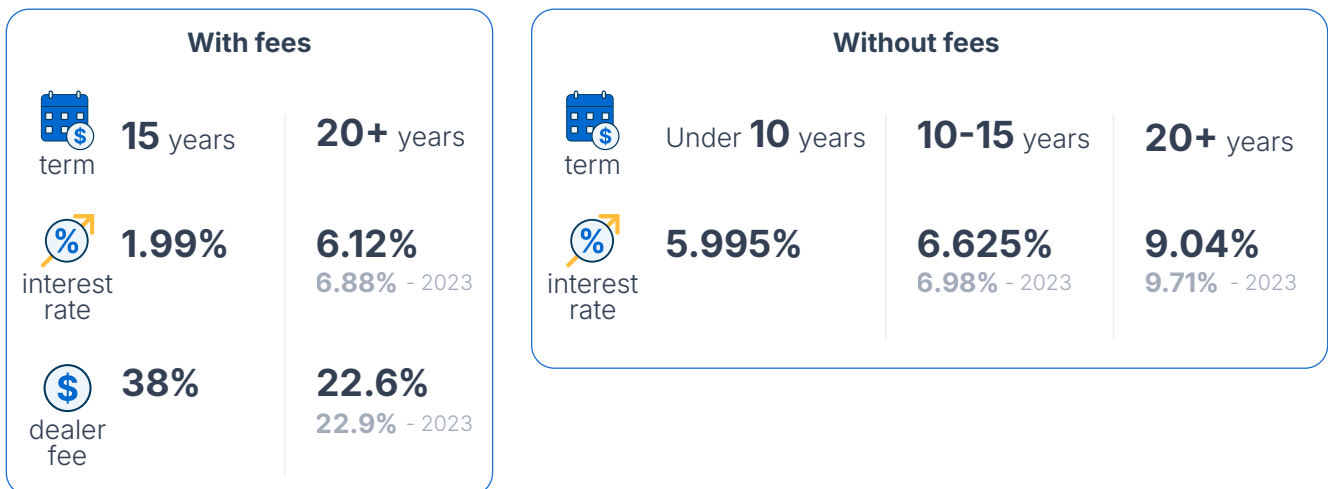 With fees
15 years
20+ years
term
%
1.99%
6.12%
6.88% - 2023
interest
rate
$
38%
22.6%
22.9% - 2023
dealer
fee
Without fees
$
Under 10 years
10-15 years
20+ years
term
%
5.995%
6.625%
9.04%
6.98% - 2023
9.71% - 2023
interest
rate